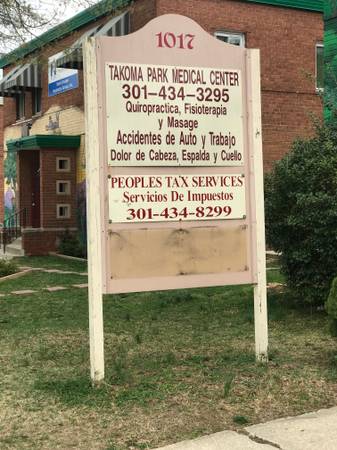 1017
TAKOMA PARK MEDICAL CENTER
301-434-3295
Quiropractica, Fisioterapia
y Masage
Accidentes de Auto y Trabajo
Dolor de Cabeza, Espalda y Cuello
PEOPLES TAX SERVICES
Servicios De Impuestos
301-434-8299